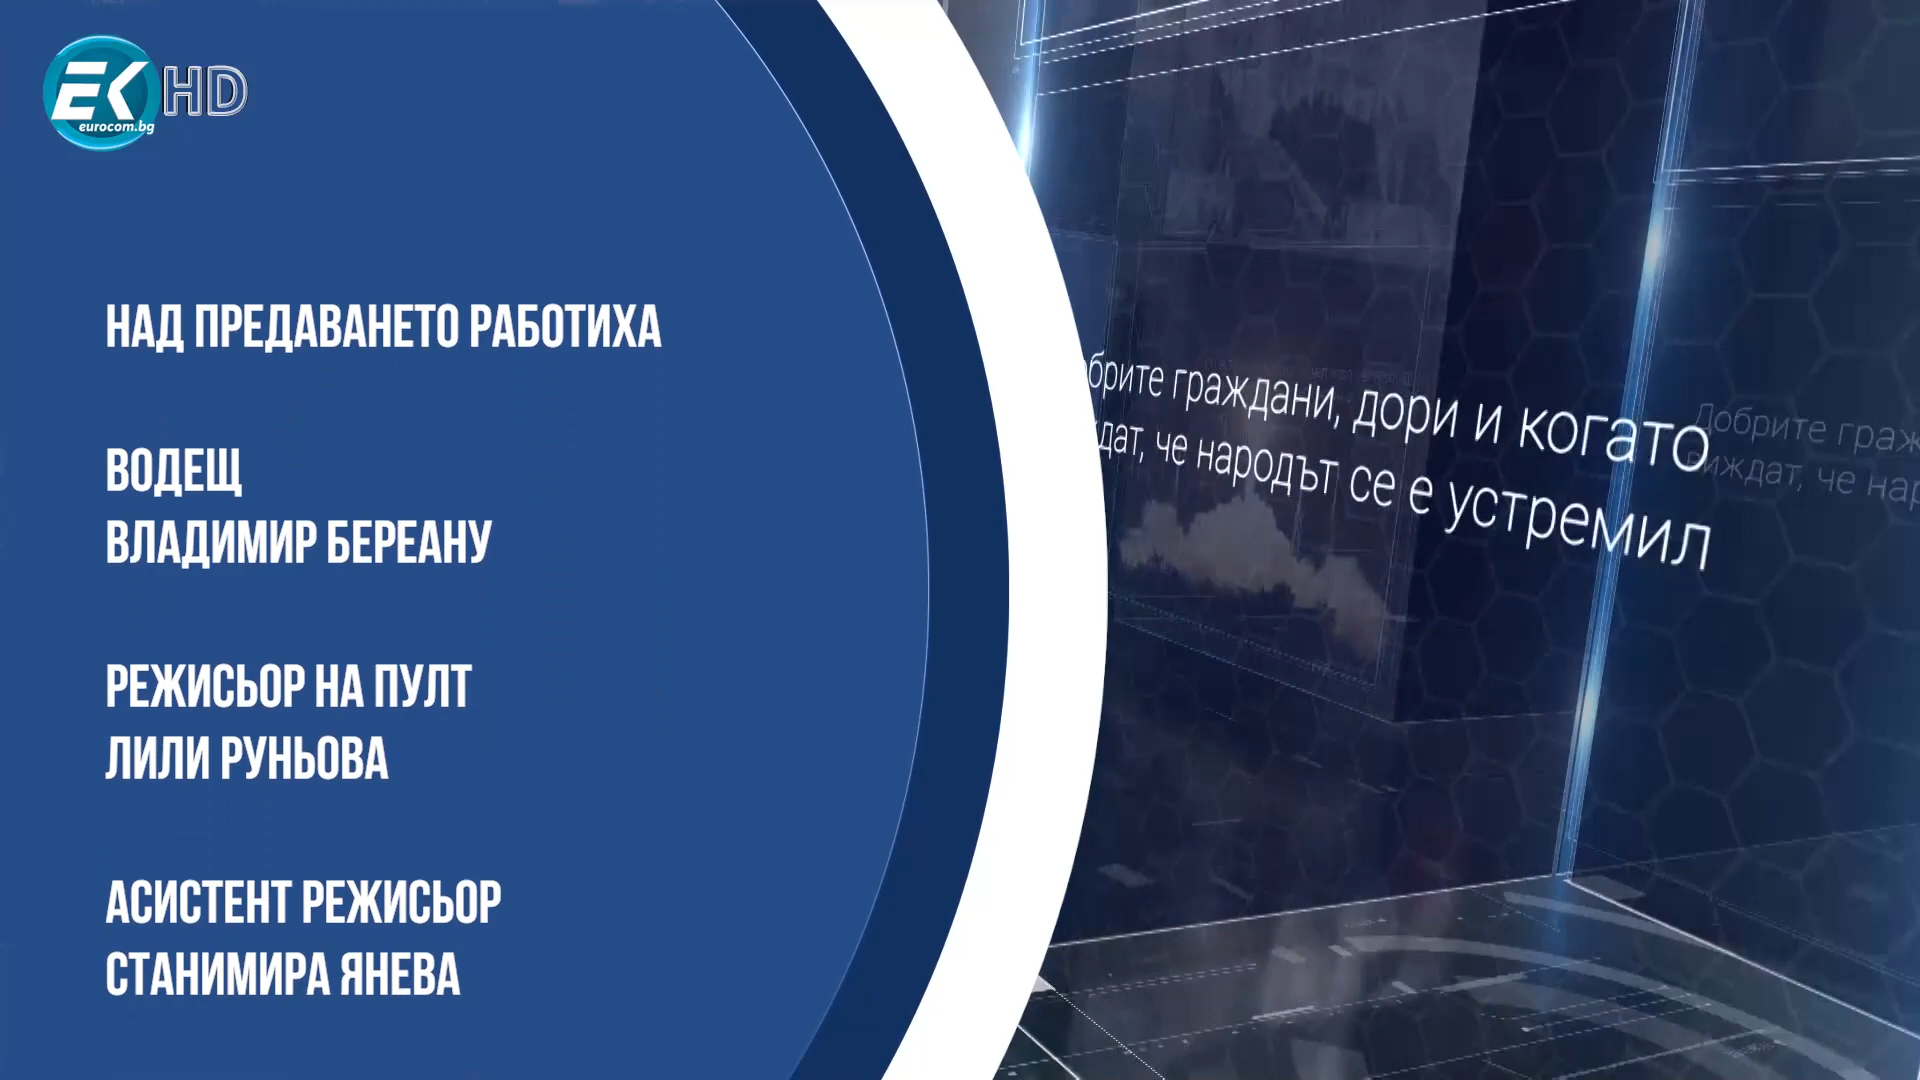 EK HD
eurocom.bg
НАД ПРЕДАВАНЕТО РАБОТИХА
ВОДЕЩ
ВЛАДИМИР БЕРЕАНУ
РЕЖИСЬОР НА ПУЛТ
ЛИЛИ РУНЬОВА
АСИСТЕНТ РЕЖИСЬОР
СТАНИМИРА ЯНЕВА
брите граждани, дори и когато
дат, че народът се е устремил
Добрите граж
виждат, че нар